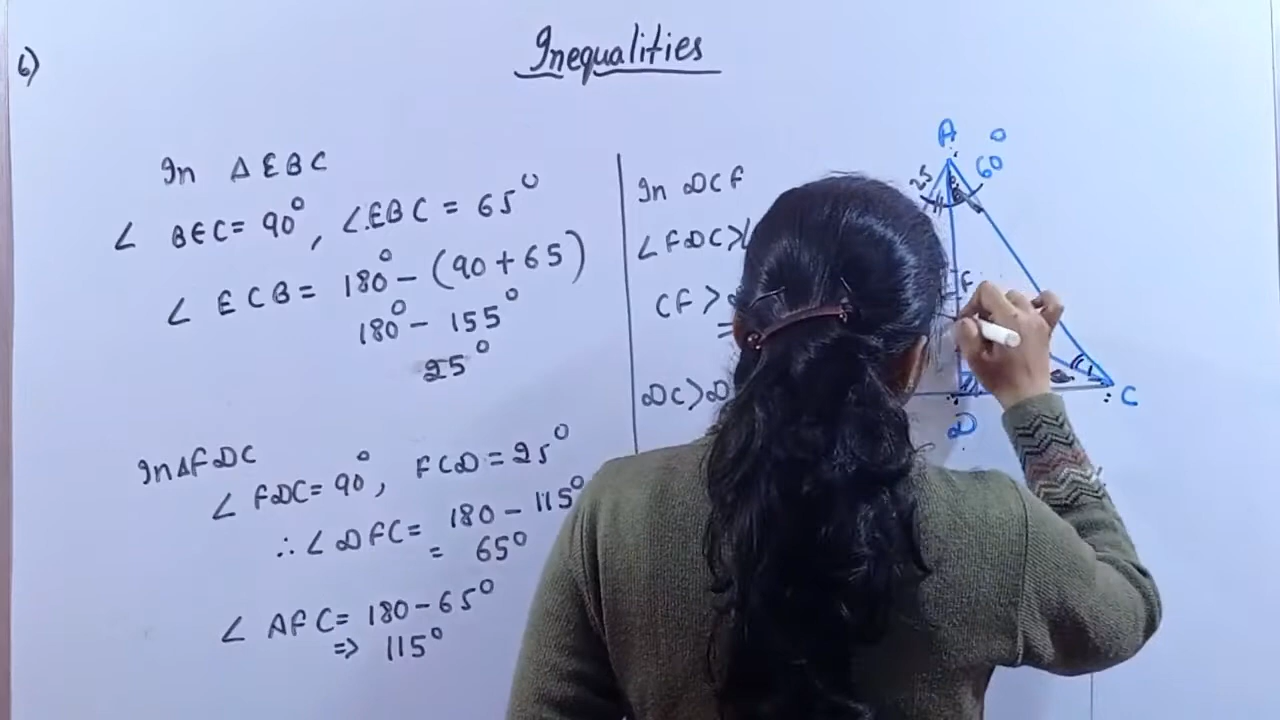 6)
Inequalities
In Δ EBC
∠ BEC = 90°, ∠EBC = 65°
∠ ECB = 180° - (90 + 65)
180° - 155°
25°
In Δ FDC
∠ FDC = 90°, FCD = 25°
∴ ∠ DFC = 180 - 115°
= 65°
∠ AFC = 180 - 65°
=> 115°
In DCF
∠ FDC > ∠
CF >
DC > D
A
25
60°
F
D
C